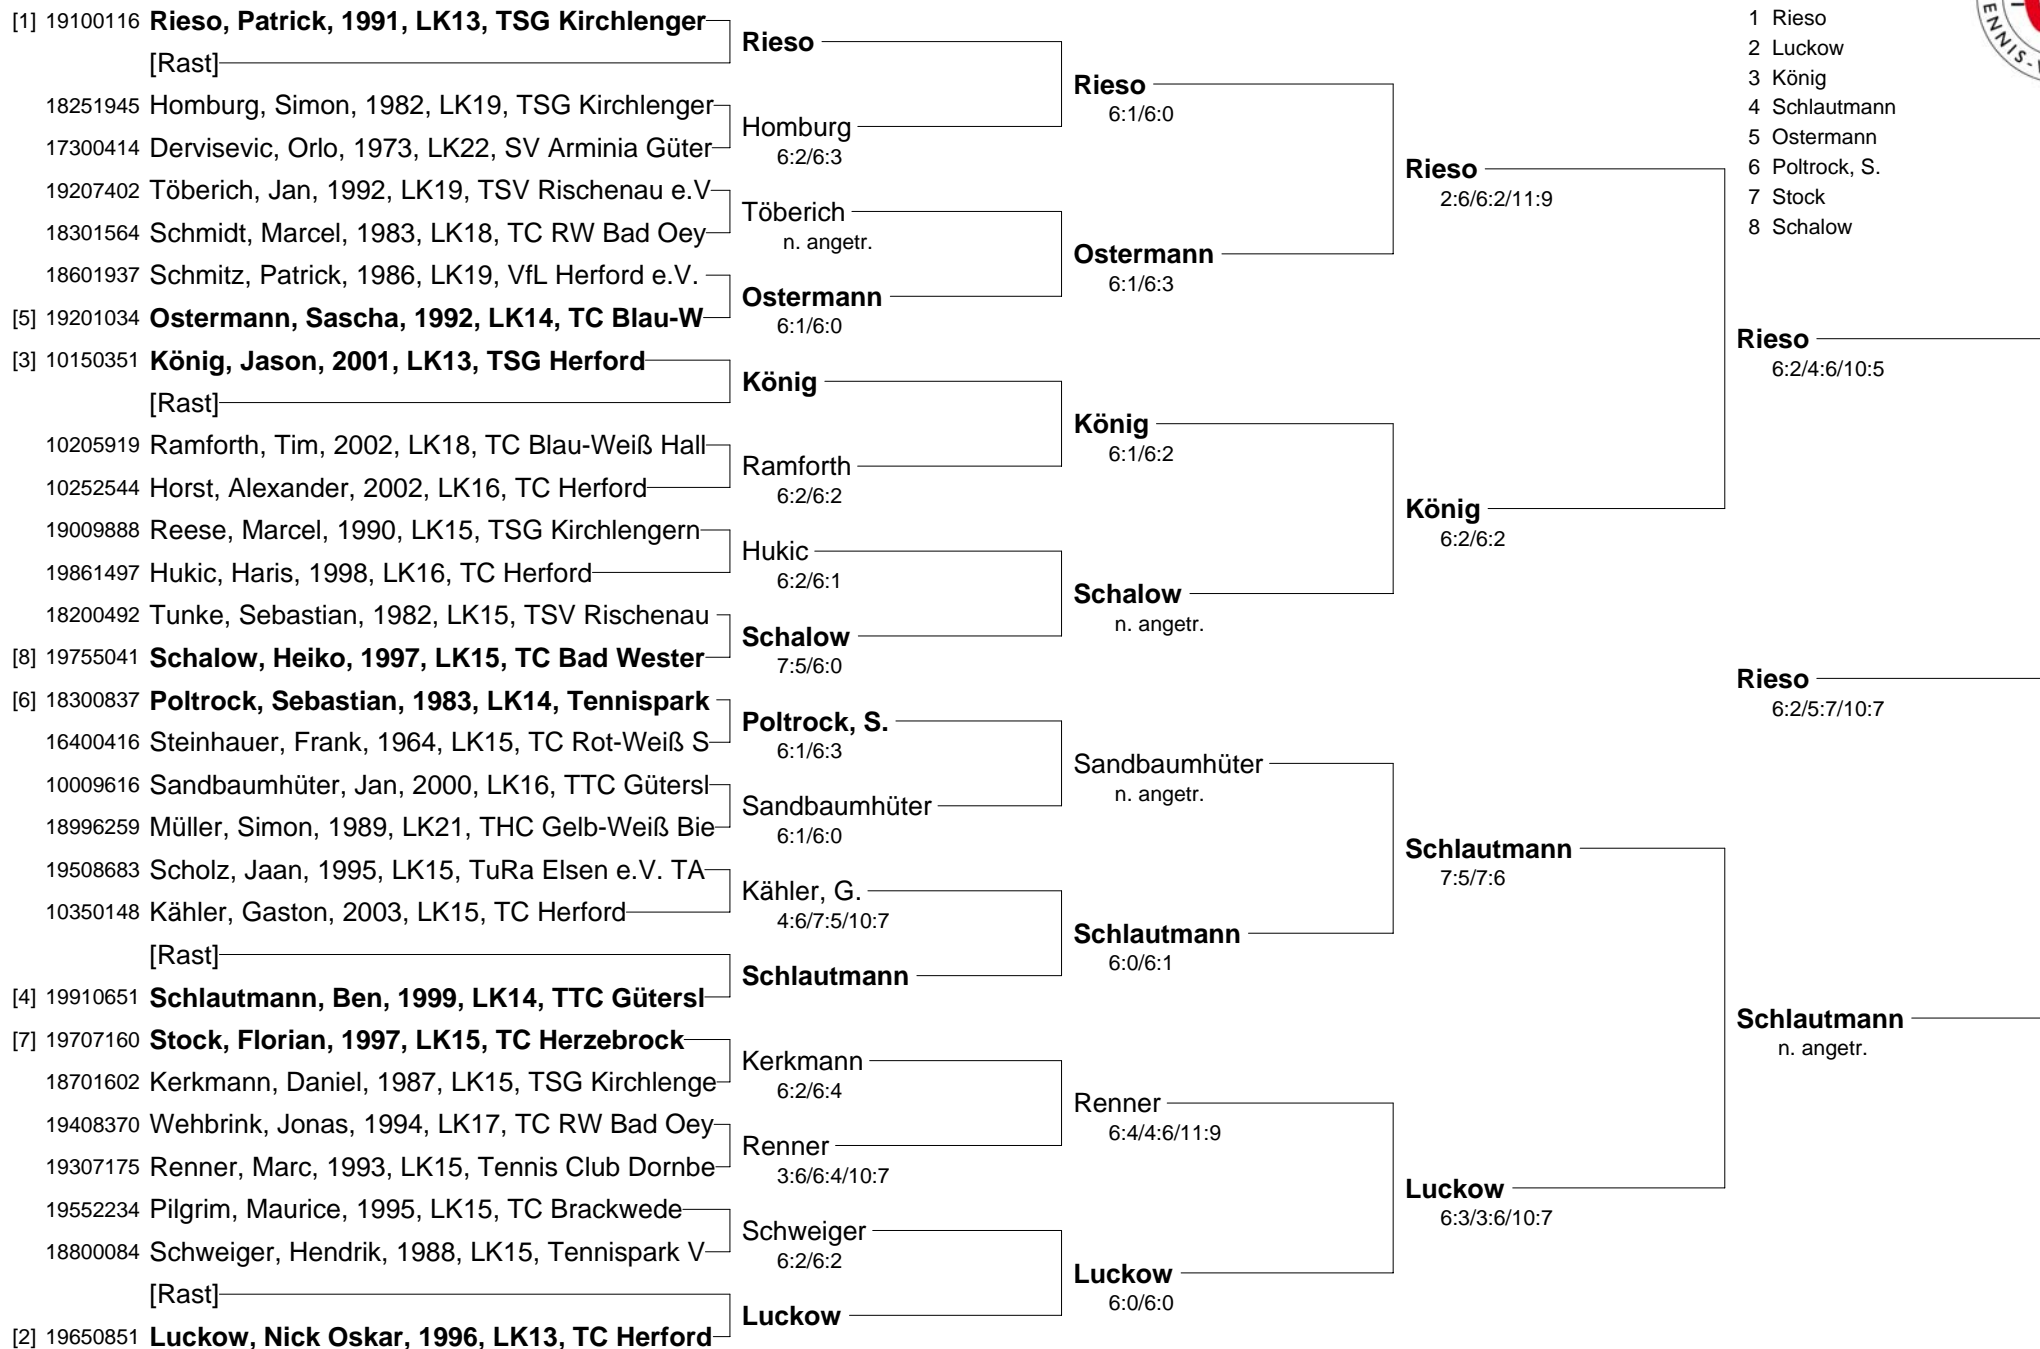 [1] 19100116 Rieso, Patrick, 1991, LK13, TSG Kirchlenger
[Rast]
18251945 Homburg, Simon, 1982, LK19, TSG Kirchlenger
17300414 Dervisevic, Orlo, 1973, LK22, SV Arminia Güter
19207402 Töberich, Jan, 1992, LK19, TSV Rischenau e.V
18301564 Schmidt, Marcel, 1983, LK18, TC RW Bad Oey
18601937 Schmitz, Patrick, 1986, LK19, VfL Herford e.V.
[5] 19201034 Ostermann, Sascha, 1992, LK14, TC Blau-W
[3] 10150351 König, Jason, 2001, LK13, TSG Herford
[Rast]
10205919 Ramforth, Tim, 2002, LK18, TC Blau-Weiß Hall
10252544 Horst, Alexander, 2002, LK16, TC Herford
19009888 Reese, Marcel, 1990, LK15, TSG Kirchlengern
19861497 Hukic, Haris, 1998, LK16, TC Herford
18200492 Tunke, Sebastian, 1982, LK15, TSV Rischenau
[8] 19755041 Schalow, Heiko, 1997, LK15, TC Bad Wester
[6] 18300837 Poltrock, Sebastian, 1983, LK14, Tennispark
16400416 Steinhauer, Frank, 1964, LK15, TC Rot-Weiß S
10009616 Sandbaumhüter, Jan, 2000, LK16, TTC Gütersl
18996259 Müller, Simon, 1989, LK21, THC Gelb-Weiß Bie
19508683 Scholz, Jaan, 1995, LK15, TuRa Elsen e.V. TA
10350148 Kähler, Gaston, 2003, LK15, TC Herford
[Rast]
[4] 19910651 Schlautmann, Ben, 1999, LK14, TTC Gütersl
[7] 19707160 Stock, Florian, 1997, LK15, TC Herzebrock
18701602 Kerkmann, Daniel, 1987, LK15, TSG Kirchlenge
19408370 Wehbrink, Jonas, 1994, LK17, TC RW Bad Oey
19307175 Renner, Marc, 1993, LK15, Tennis Club Dornbe
19552234 Pilgrim, Maurice, 1995, LK15, TC Brackwede
18800084 Schweiger, Hendrik, 1988, LK15, Tennispark V
[Rast]
[2] 19650851 Luckow, Nick Oskar, 1996, LK13, TC Herford
Rieso
Homburg
6:2/6:3
Töberich
n. angetr.
Ostermann
6:1/6:0
König
Ramforth
6:2/6:2
Hukic
6:2/6:1
Schalow
7:5/6:0
Poltrock, S.
6:1/6:3
Sandbaumhüter
6:1/6:0
Kähler, G.
4:6/7:5/10:7
Schlautmann
Kerkmann
6:2/6:4
Renner
3:6/6:4/10:7
Schweiger
6:2/6:2
Luckow
Rieso
6:1/6:0
Ostermann
6:1/6:3
König
6:1/6:2
Schalow
n. angetr.
Sandbaumhüter
n. angetr.
Schlautmann
6:0/6:1
Renner
6:4/4:6/11:9
Luckow
6:0/6:0
Rieso
2:6/6:2/11:9
König
6:2/6:2
Schlautmann
7:5/7:6
Luckow
6:3/3:6/10:7
1 Rieso
2 Luckow
3 König
4 Schlautmann
5 Ostermann
6 Poltrock, S.
7 Stock
8 Schalow
Rieso
6:2/4:6/10:5
Rieso
6:2/5:7/10:7
Schlautmann
n. angetr.